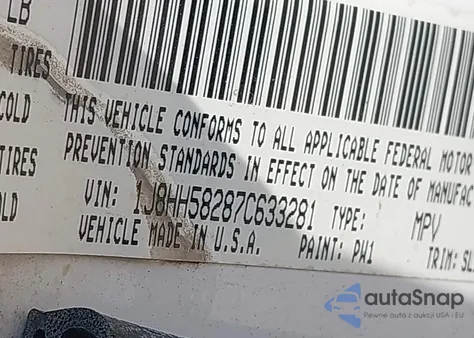 LB
TIRES
COLD
TIRES
OLD
THIS VEHICLE CONFORMS TO ALL APPLICABLE FEDERAL MOTOR
PREVENTION STANDARDS IN EFFECT ON THE DATE OF MANUFAC
VIN: 1J8HH58287C633281 TYPE: MPV
VEHICLE MADE IN U.S.A. PAINT: PW1 TRIM: SL
autoSnap
Pewne auta z aukcji USA i EU